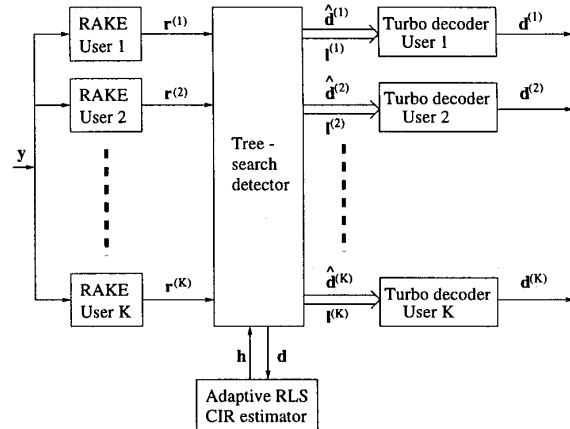 RAKE
User 1
r(1)
d̂(1)
l(1)
Turbo decoder
User 1
d(1)
RAKE
User 2
r(2)
d̂(2)
l(2)
Turbo decoder
User 2
d(2)
y
Tree -
search
detector
RAKE
User K
r(K)
d̂(K)
l(K)
Turbo decoder
User K
d(K)
h
d
Adaptive RLS
CIR estimator